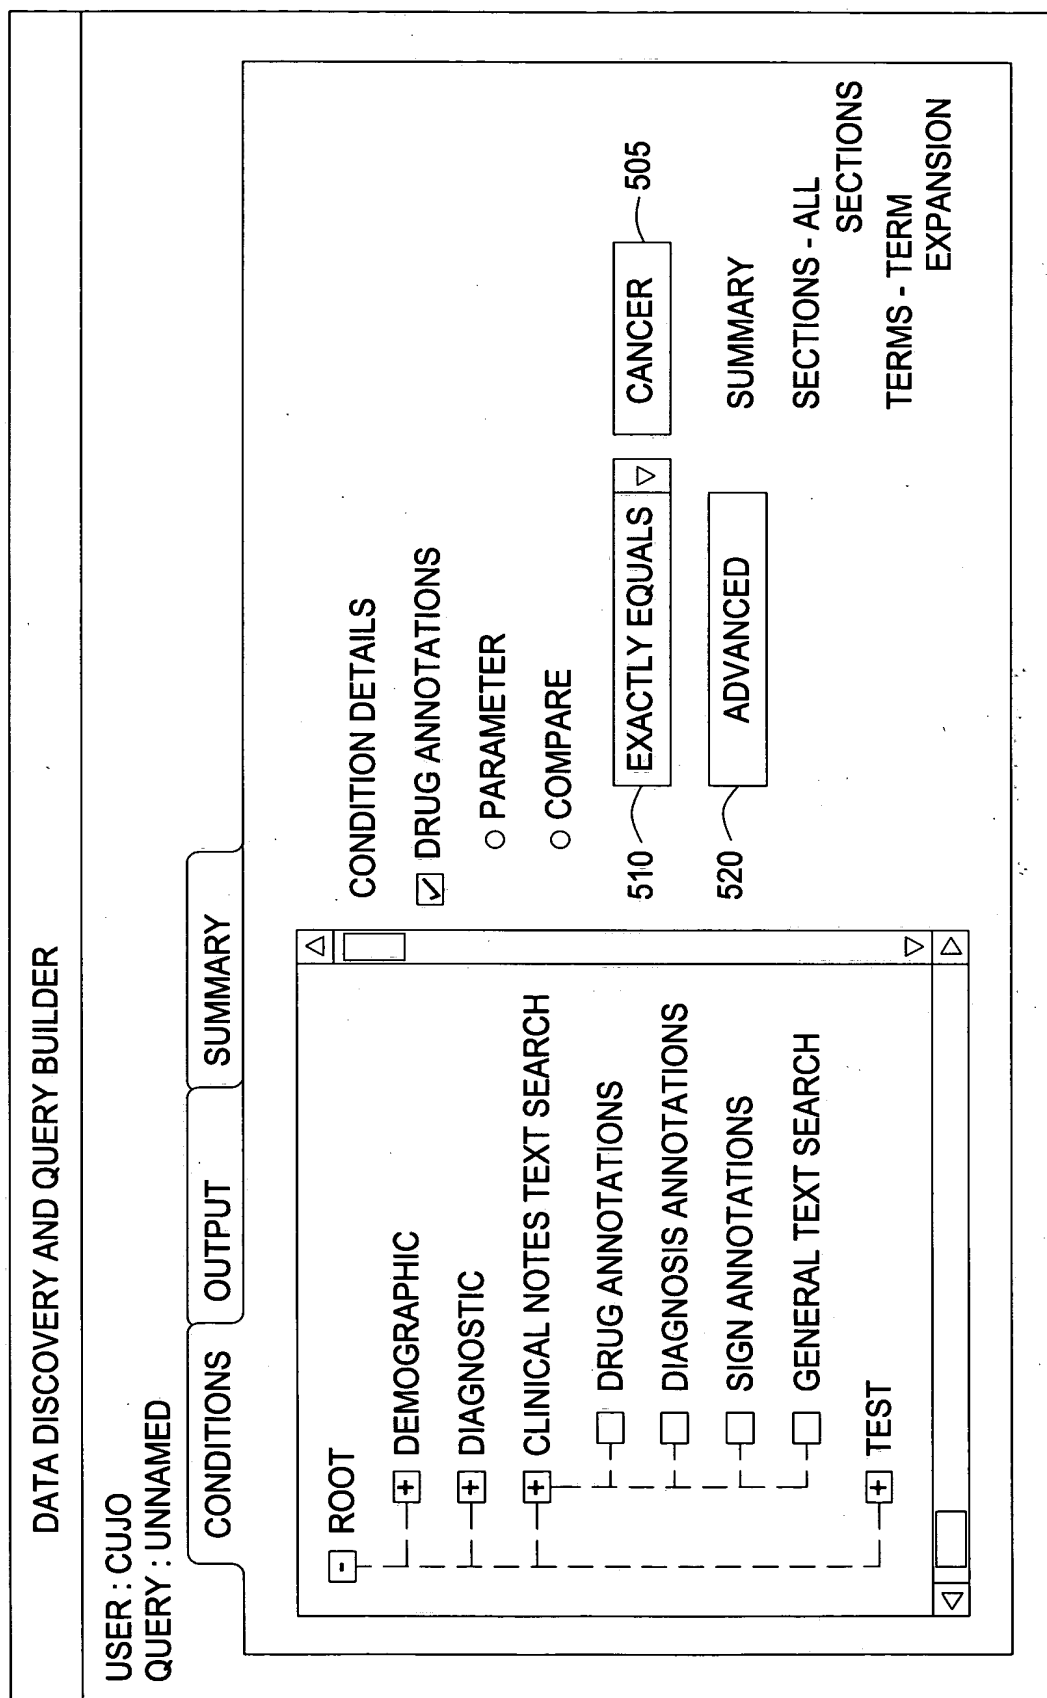 DATA DISCOVERY AND QUERY BUILDER
USER : CUJO
QUERY : UNNAMED
CONDITIONS
OUTPUT
SUMMARY
- ROOT
+ DEMOGRAPHIC
+ DIAGNOSTIC
+ CLINICAL NOTES TEXT SEARCH
DRUG ANNOTATIONS
DIAGNOSIS ANNOTATIONS
SIGN ANNOTATIONS
GENERAL TEXT SEARCH
+ TEST
CONDITION DETAILS
DRUG ANNOTATIONS
PARAMETER
COMPARE
510
EXACTLY EQUALS
CANCER
505
520
ADVANCED
SUMMARY
SECTIONS - ALL
SECTIONS
TERMS - TERM
EXPANSION